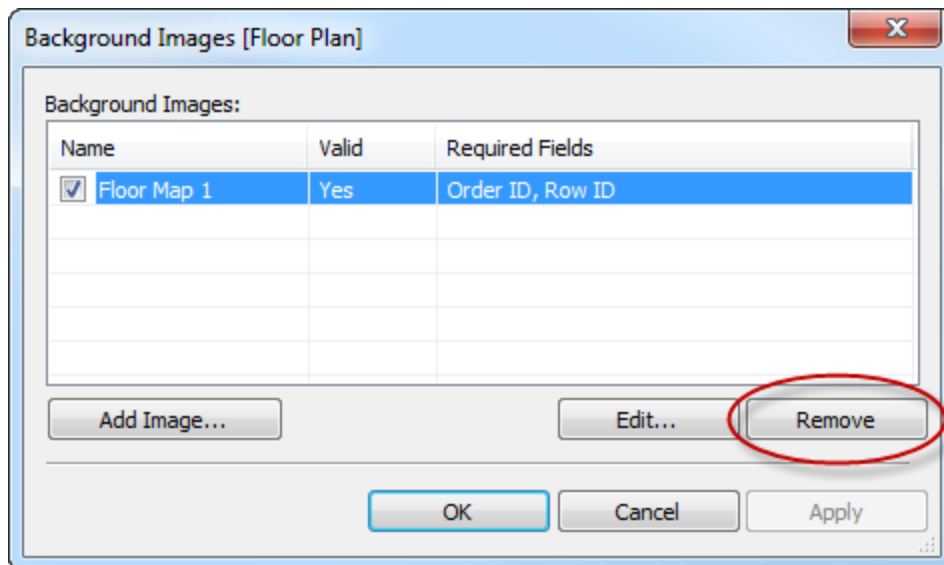 Background Images [Floor Plan]
Background Images:
Name Valid Required Fields
Floor Map 1 Yes Order ID, Row ID
Add Image... Edit... Remove
OK Cancel Apply